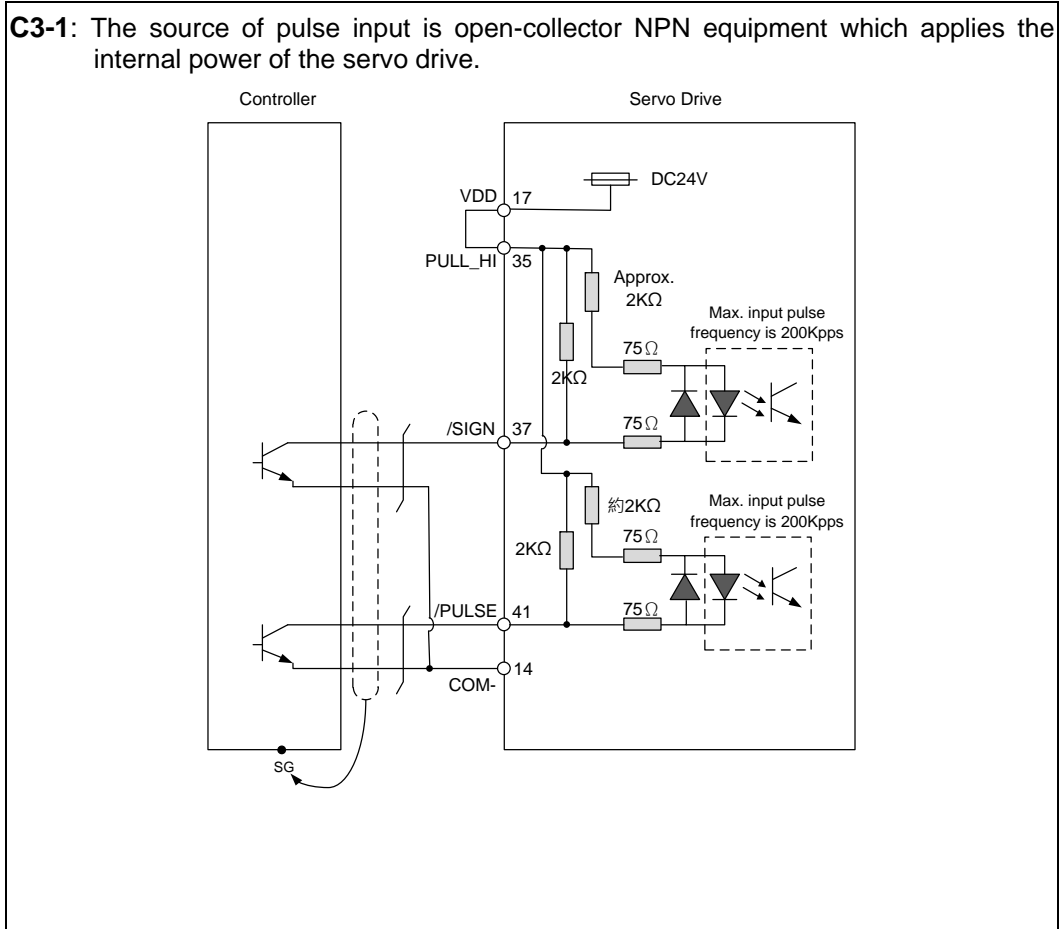 C3-1: The source of pulse input is open-collector NPN equipment which applies the
internal power of the servo drive.
Controller
Servo Drive
DC24V
VDD
17
PULL_HI
35
Approx.
2KΩ
Max. input pulse
frequency is 200Kpps
75Ω
2KΩ
75Ω
/SIGN
37
約2KΩ
Max. input pulse
frequency is 200Kpps
75Ω
2KΩ
75Ω
/PULSE
41
14
COM-
SG